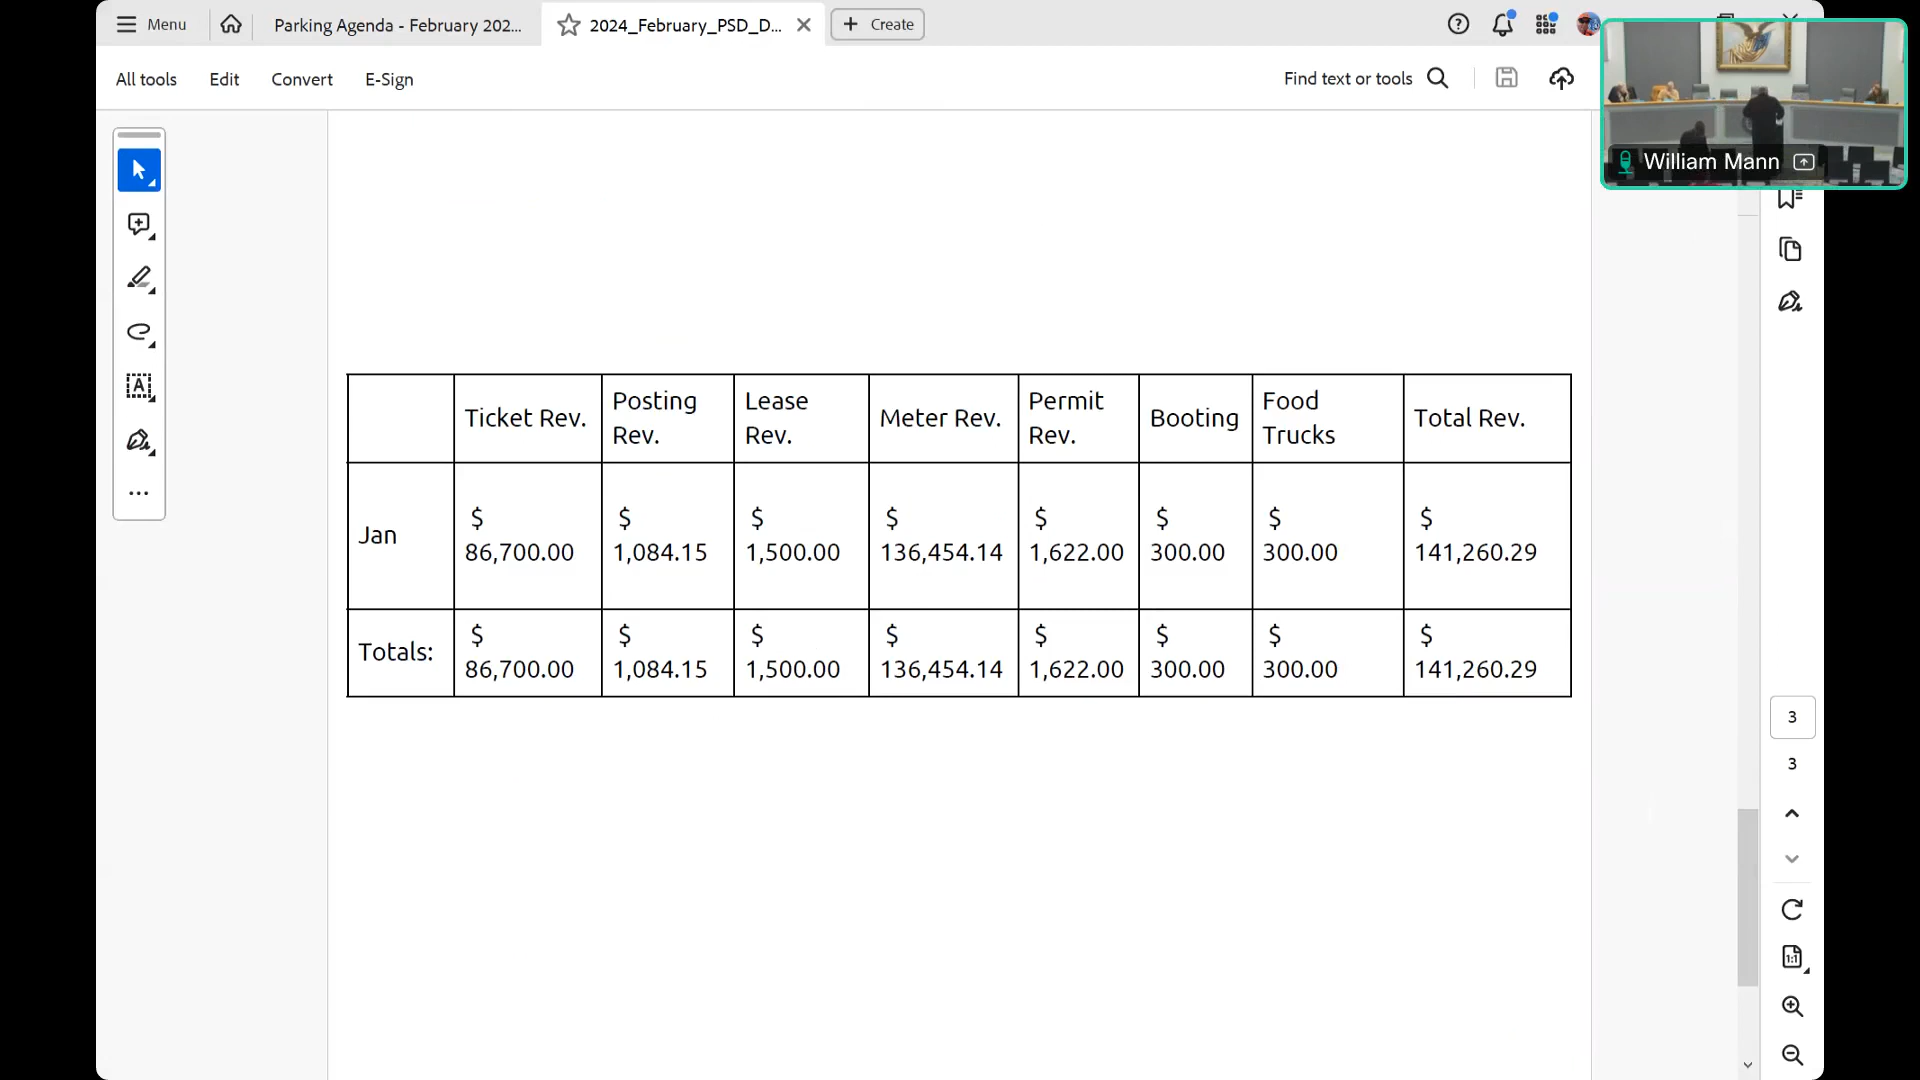 Menu
Parking Agenda - February 202...
2024_February_PSD_D...
Create
All tools
Edit
Convert
E-Sign
Find text or tools
William Mann
Ticket Rev.
Posting Rev.
Lease Rev.
Meter Rev.
Permit Rev.
Booting
Food Trucks
Total Rev.
Jan
$ 86,700.00
$ 1,084.15
$ 1,500.00
$ 136,454.14
$ 1,622.00
$ 300.00
$ 300.00
$ 141,260.29
Totals:
$ 86,700.00
$ 1,084.15
$ 1,500.00
$ 136,454.14
$ 1,622.00
$ 300.00
$ 300.00
$ 141,260.29
3
3
1:1